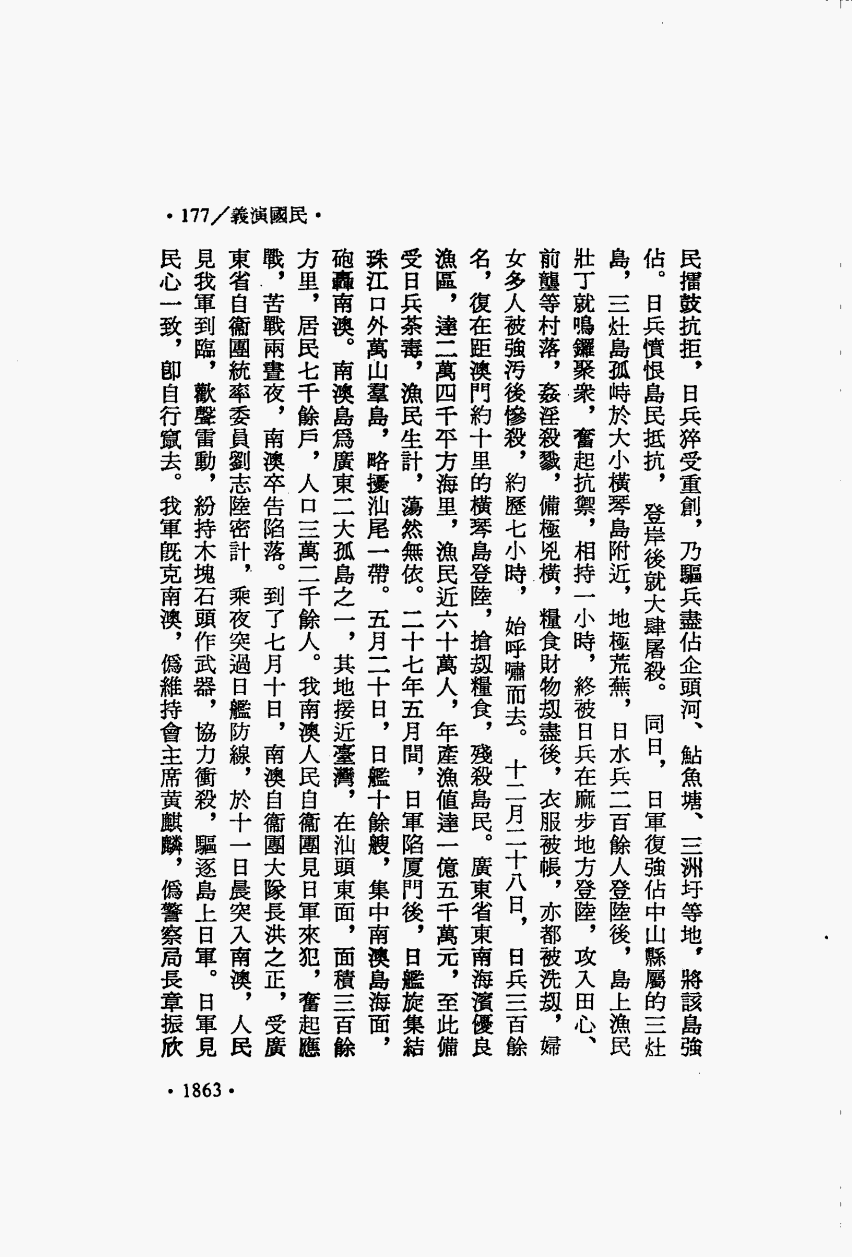 •177／義演國民•
民擂鼓抗拒，日兵猝受重創，乃驅兵盡佔企頭河、鮎魚塘、三洲圩等地，將該島強
佔。日兵憤恨島民抵抗，登岸後就大肆屠殺。同日，日軍復強佔中山縣屬的三灶
島，三灶島孤峙於大小橫琴島附近，地極荒蕪，日水兵二百餘人登陸後，島上漁民
壯丁就鳴鑼聚衆，奮起抗禦，相持一小時，終被日兵在麻步地方登陸，攻入田心、
前龍等村落，姦淫殺戮，備極兇橫，糧食財物刼盡後，衣服被帳，亦都被洗刼，婦
女多人被強汚後慘殺，約歷七小時，始呼嘯而去。十二月二十八日，日兵三百餘
名，復在距澳門約十里的橫琴島登陸，搶刼糧食，殘殺島民。廣東省東南海濱優良
漁區，達二萬四千平方海里，漁民近六十萬人，年產漁值達一億五千萬元，至此備
受日兵荼毒，漁民生計，蕩然無依。二十七年五月間，日軍陷厦門後，日艦旋集結
珠江口外萬山羣島，略擾汕尾一帶。五月二十日，日艦十餘艘，集中南澳島海面，
砲轟南澳。南澳島爲廣東二大孤島之一，其地接近臺灣，在汕頭東面，面積三百餘
方里，居民七千餘戶，人口三萬二千餘人。我南澳人民自衞團見日軍來犯，奮起應
戰，苦戰兩晝夜，南澳卒告陷落。到了七月十日，南澳自衞團大隊長洪之正，受廣
東省自衞團統率委員劉志陸密計，乘夜突過日艦防線，於十一日晨突入南澳，人民
見我軍到臨，歡聲雷動，紛持木塊石頭作武器，協力衝殺，驅逐島上日軍。日軍見
民心一致，卽自行竄去。我軍旣克南澳，僞維持會主席黃麒麟，僞警察局長章振欣
•1863•